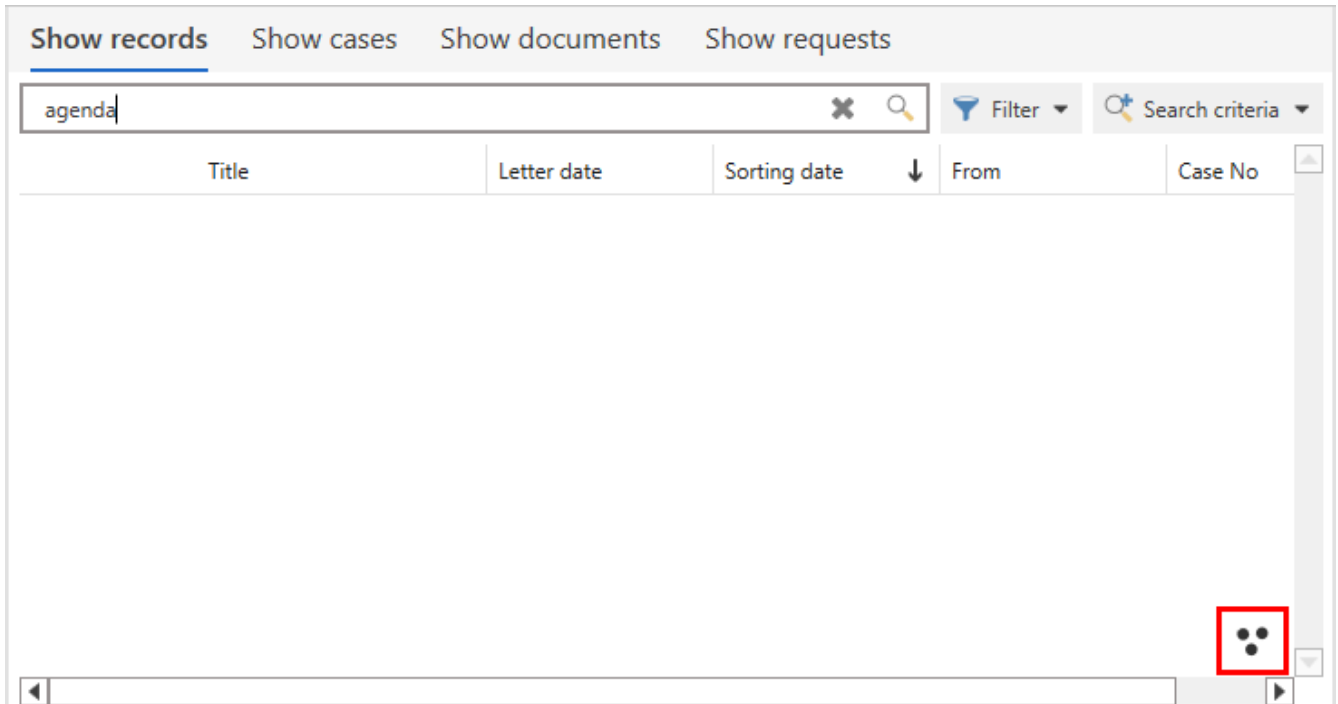 Show records Show cases Show documents Show requests
agenda Filter Search criteria
Title Letter date Sorting date From Case No